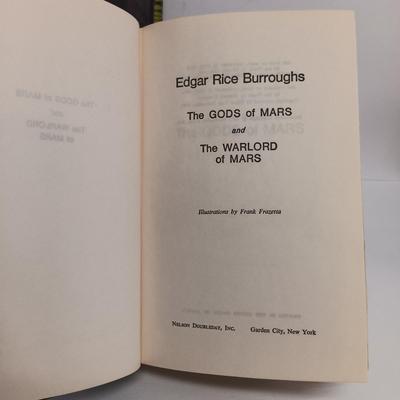 Edgar Rice Burroughs
The GODS of MARS
and
The WARLORD
of MARS
Illustrations by Frank Frazetta
NELSON DOUBLEDAY, INC. Garden City, New York